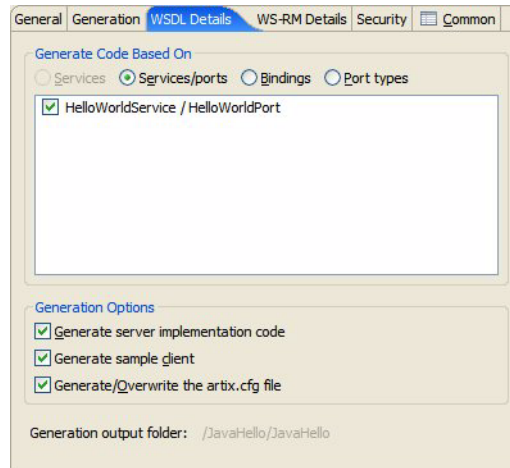 General Generation WSDL Details WS-RM Details Security Common
Generate Code Based On
Services Services/ports Bindings Port types
HelloWorldService / HelloWorldPort
Generation Options
Generate server implementation code
Generate sample client
Generate/Overwrite the artix.cfg file
Generation output folder: /JavaHello/JavaHello